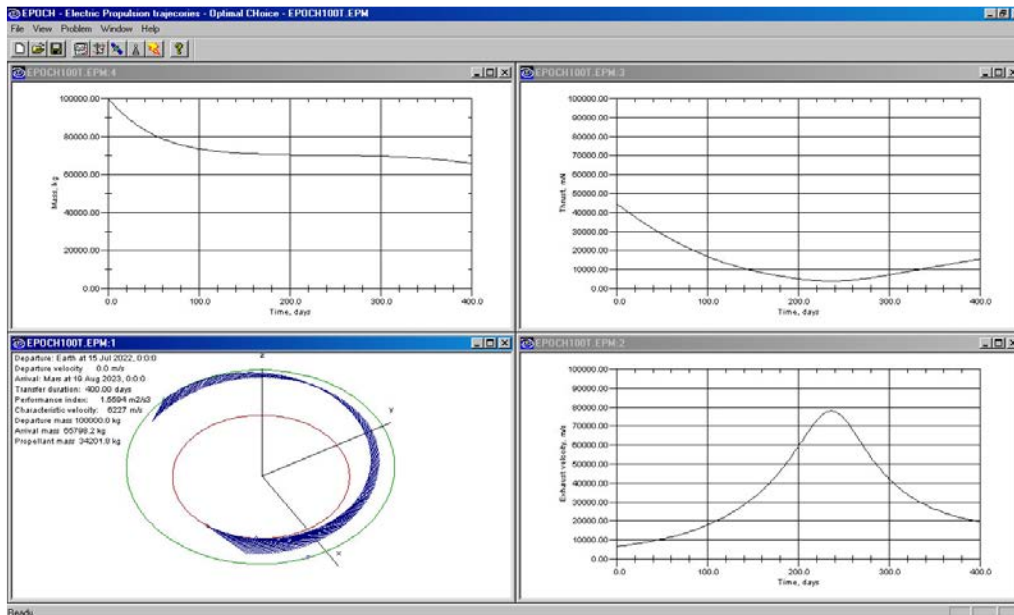 EPOCH - Electric Propulsion trajecories - Optimal CHoice - EPOCH100T.EPM
File View Problem Window Help
EPOCH100T.EPM:4
100000.00
80000.00
60000.00
40000.00
20000.00
0.00
Mass, kg
0.0 100.0 200.0 300.0 400.0
Time, days
EPOCH100T.EPM:3
100000.00
90000.00
80000.00
70000.00
60000.00
50000.00
40000.00
30000.00
20000.00
10000.00
0.00
Thrust, mN
0.0 100.0 200.0 300.0 400.0
Time, days
EPOCH100T.EPM:1
Departure: Earth at 15 Jul 2022, 0:0:0
Departure velocity 0.0 m/s
Arrival: Mars at 19 Aug 2023, 0:0:0
Transfer duration: 400.00 days
Performance index: 1.5594 m2/s3
Characteristic velocity: 6227 m/s
Departure mass 100000.0 kg
Arrival mass 65798.2 kg
Propellant mass 34201.8 kg
z
y
x
EPOCH100T.EPM:2
100000.00
90000.00
80000.00
70000.00
60000.00
50000.00
40000.00
30000.00
20000.00
10000.00
0.00
Exhaust velocity, m/s
0.0 100.0 200.0 300.0 400.0
Time, days
Ready